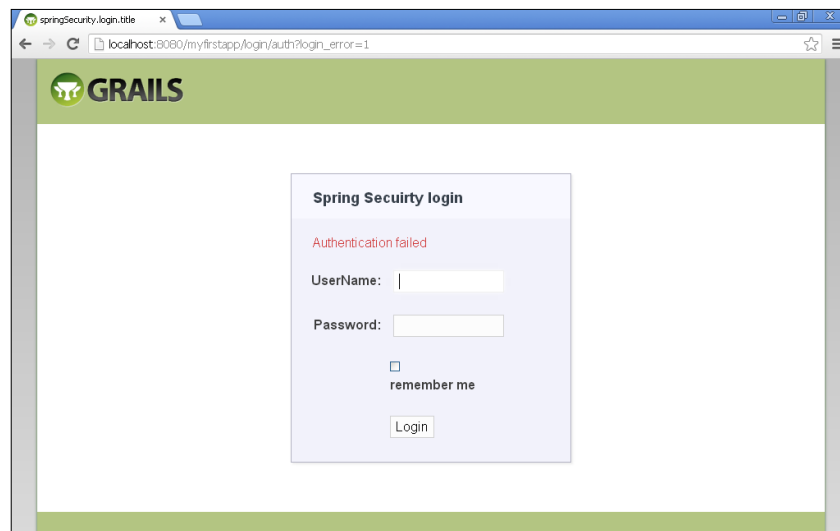 springSecurity.login.title
localhost:8080/myfirstapp/login/auth?login_error=1
GRAILS
Spring Secuirty login
Authentication failed
UserName:
Password:
remember me
Login